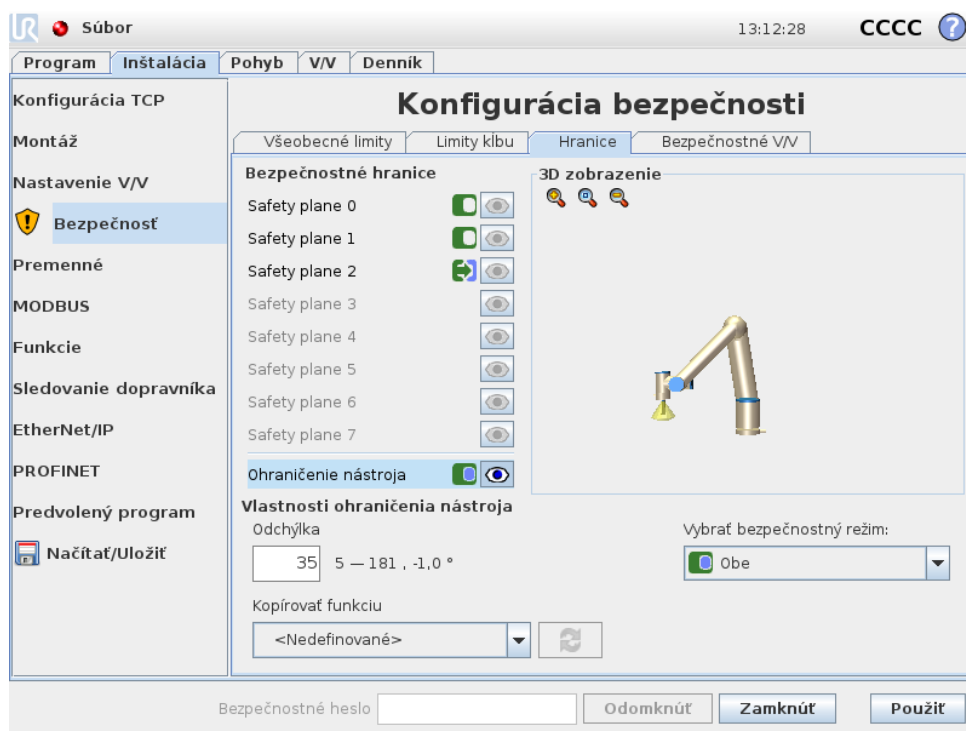 UR Súbor 13:12:28 CCCC ?
Program Inštalácia Pohyb V/V Denník
Konfigurácia TCP
Montáž
Nastavenie V/V
Bezpečnosť
Premenné
MODBUS
Funkcie
Sledovanie dopravníka
EtherNet/IP
PROFINET
Predvolený program
Načítať/Uložiť
Konfigurácia bezpečnosti
Všeobecné limity Limity kĺbu Hranice Bezpečnostné V/V
Bezpečnostné hranice
Safety plane 0
Safety plane 1
Safety plane 2
Safety plane 3
Safety plane 4
Safety plane 5
Safety plane 6
Safety plane 7
Ohraničenie nástroja
3D zobrazenie
Vlastnosti ohraničenia nástroja
Odchýlka
35 5 — 181 , -1,0 °
Vybrať bezpečnostný režim:
Obe
Kopírovať funkciu
<Nedefinované>
Bezpečnostné heslo Odomknúť Zamknúť Použiť